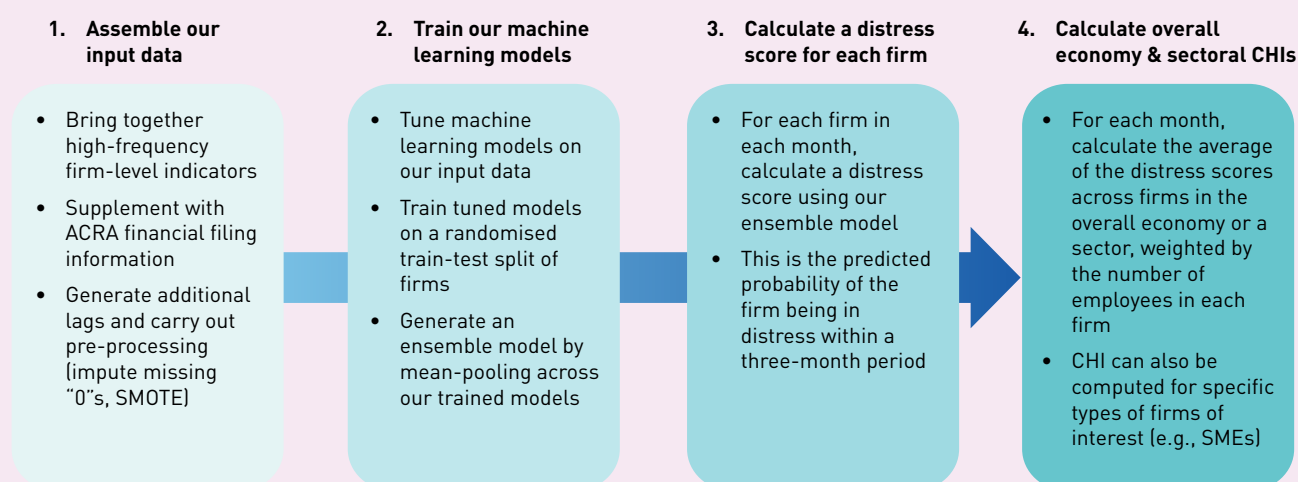 1. Assemble our
input data
• Bring together
high-frequency
firm-level indicators
• Supplement with
ACRA financial filing
information
• Generate additional
lags and carry out
pre-processing
(impute missing
“0”s, SMOTE)
2. Train our machine
learning models
• Tune machine
learning models on
our input data
• Train tuned models
on a randomised
train-test split of
firms
• Generate an
ensemble model by
mean-pooling across
our trained models
3. Calculate a distress
score for each firm
• For each firm in
each month,
calculate a distress
score using our
ensemble model
• This is the predicted
probability of the
firm being in
distress within a
three-month period
4. Calculate overall
economy & sectoral CHIs
• For each month,
calculate the average
of the distress scores
across firms in the
overall economy or a
sector, weighted by
the number of
employees in each
firm
• CHI can also be
computed for specific
types of firms of
interest (e.g., SMEs)